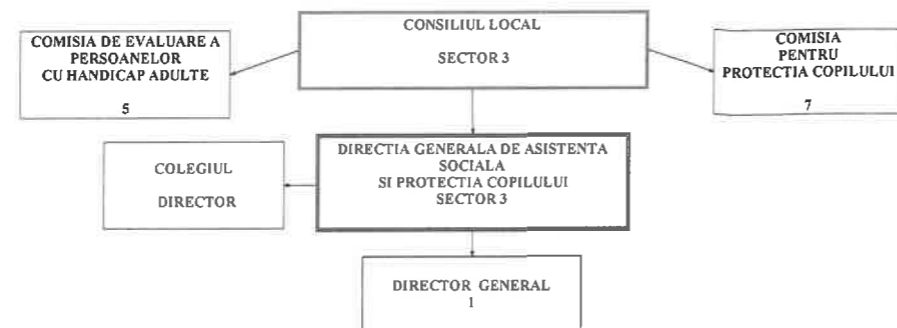 CONSILIUL LOCAL
SECTOR 3
COMISIA DE EVALUARE A
PERSOANELOR
CU HANDICAP ADULTE
5
COMISIA
PENTRU
PROTECTIA COPILULUI
7
DIRECTIA GENERALA DE ASISTENTA
SOCIALA
SI PROTECTIA COPILULUI
SECTOR 3
COLEGIUL
DIRECTOR
DIRECTOR GENERAL
1